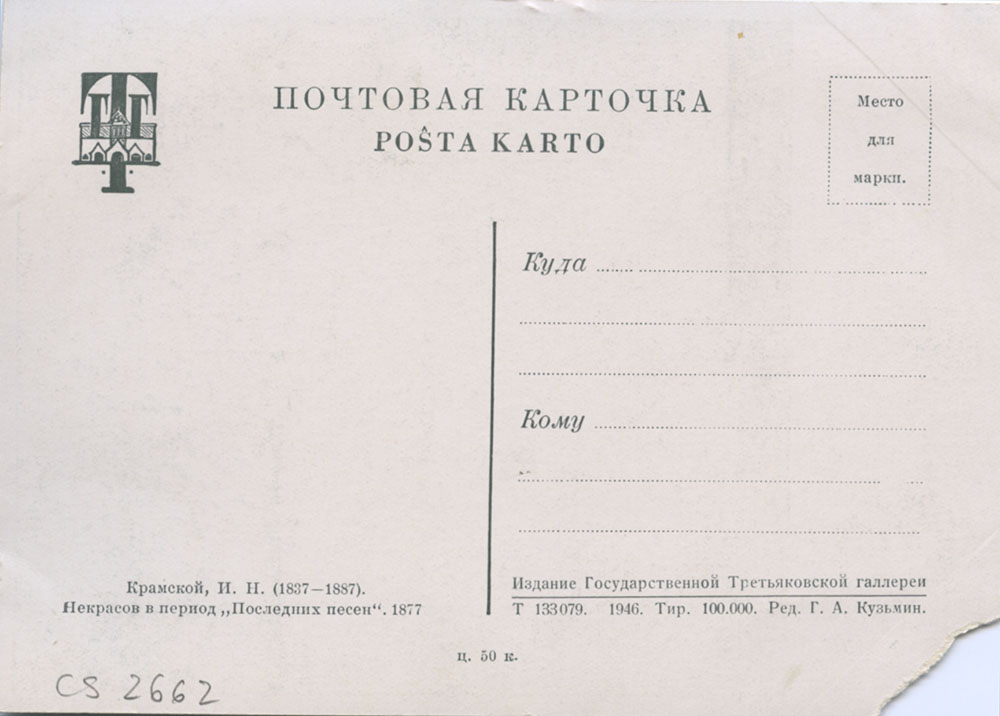 ПОЧТОВАЯ КАРТОЧКА
POŜTA KARTO
Место
для
марки.
Куда
Кому
Крамской, И. Н. (1837—1887).
Некрасов в период „Последних песен“. 1877
Издание Государственной Третьяковской галлереи
Т 133079. 1946. Тир. 100.000. Ред. Г. А. Кузьмин.
ц. 50 к.
CS 2662